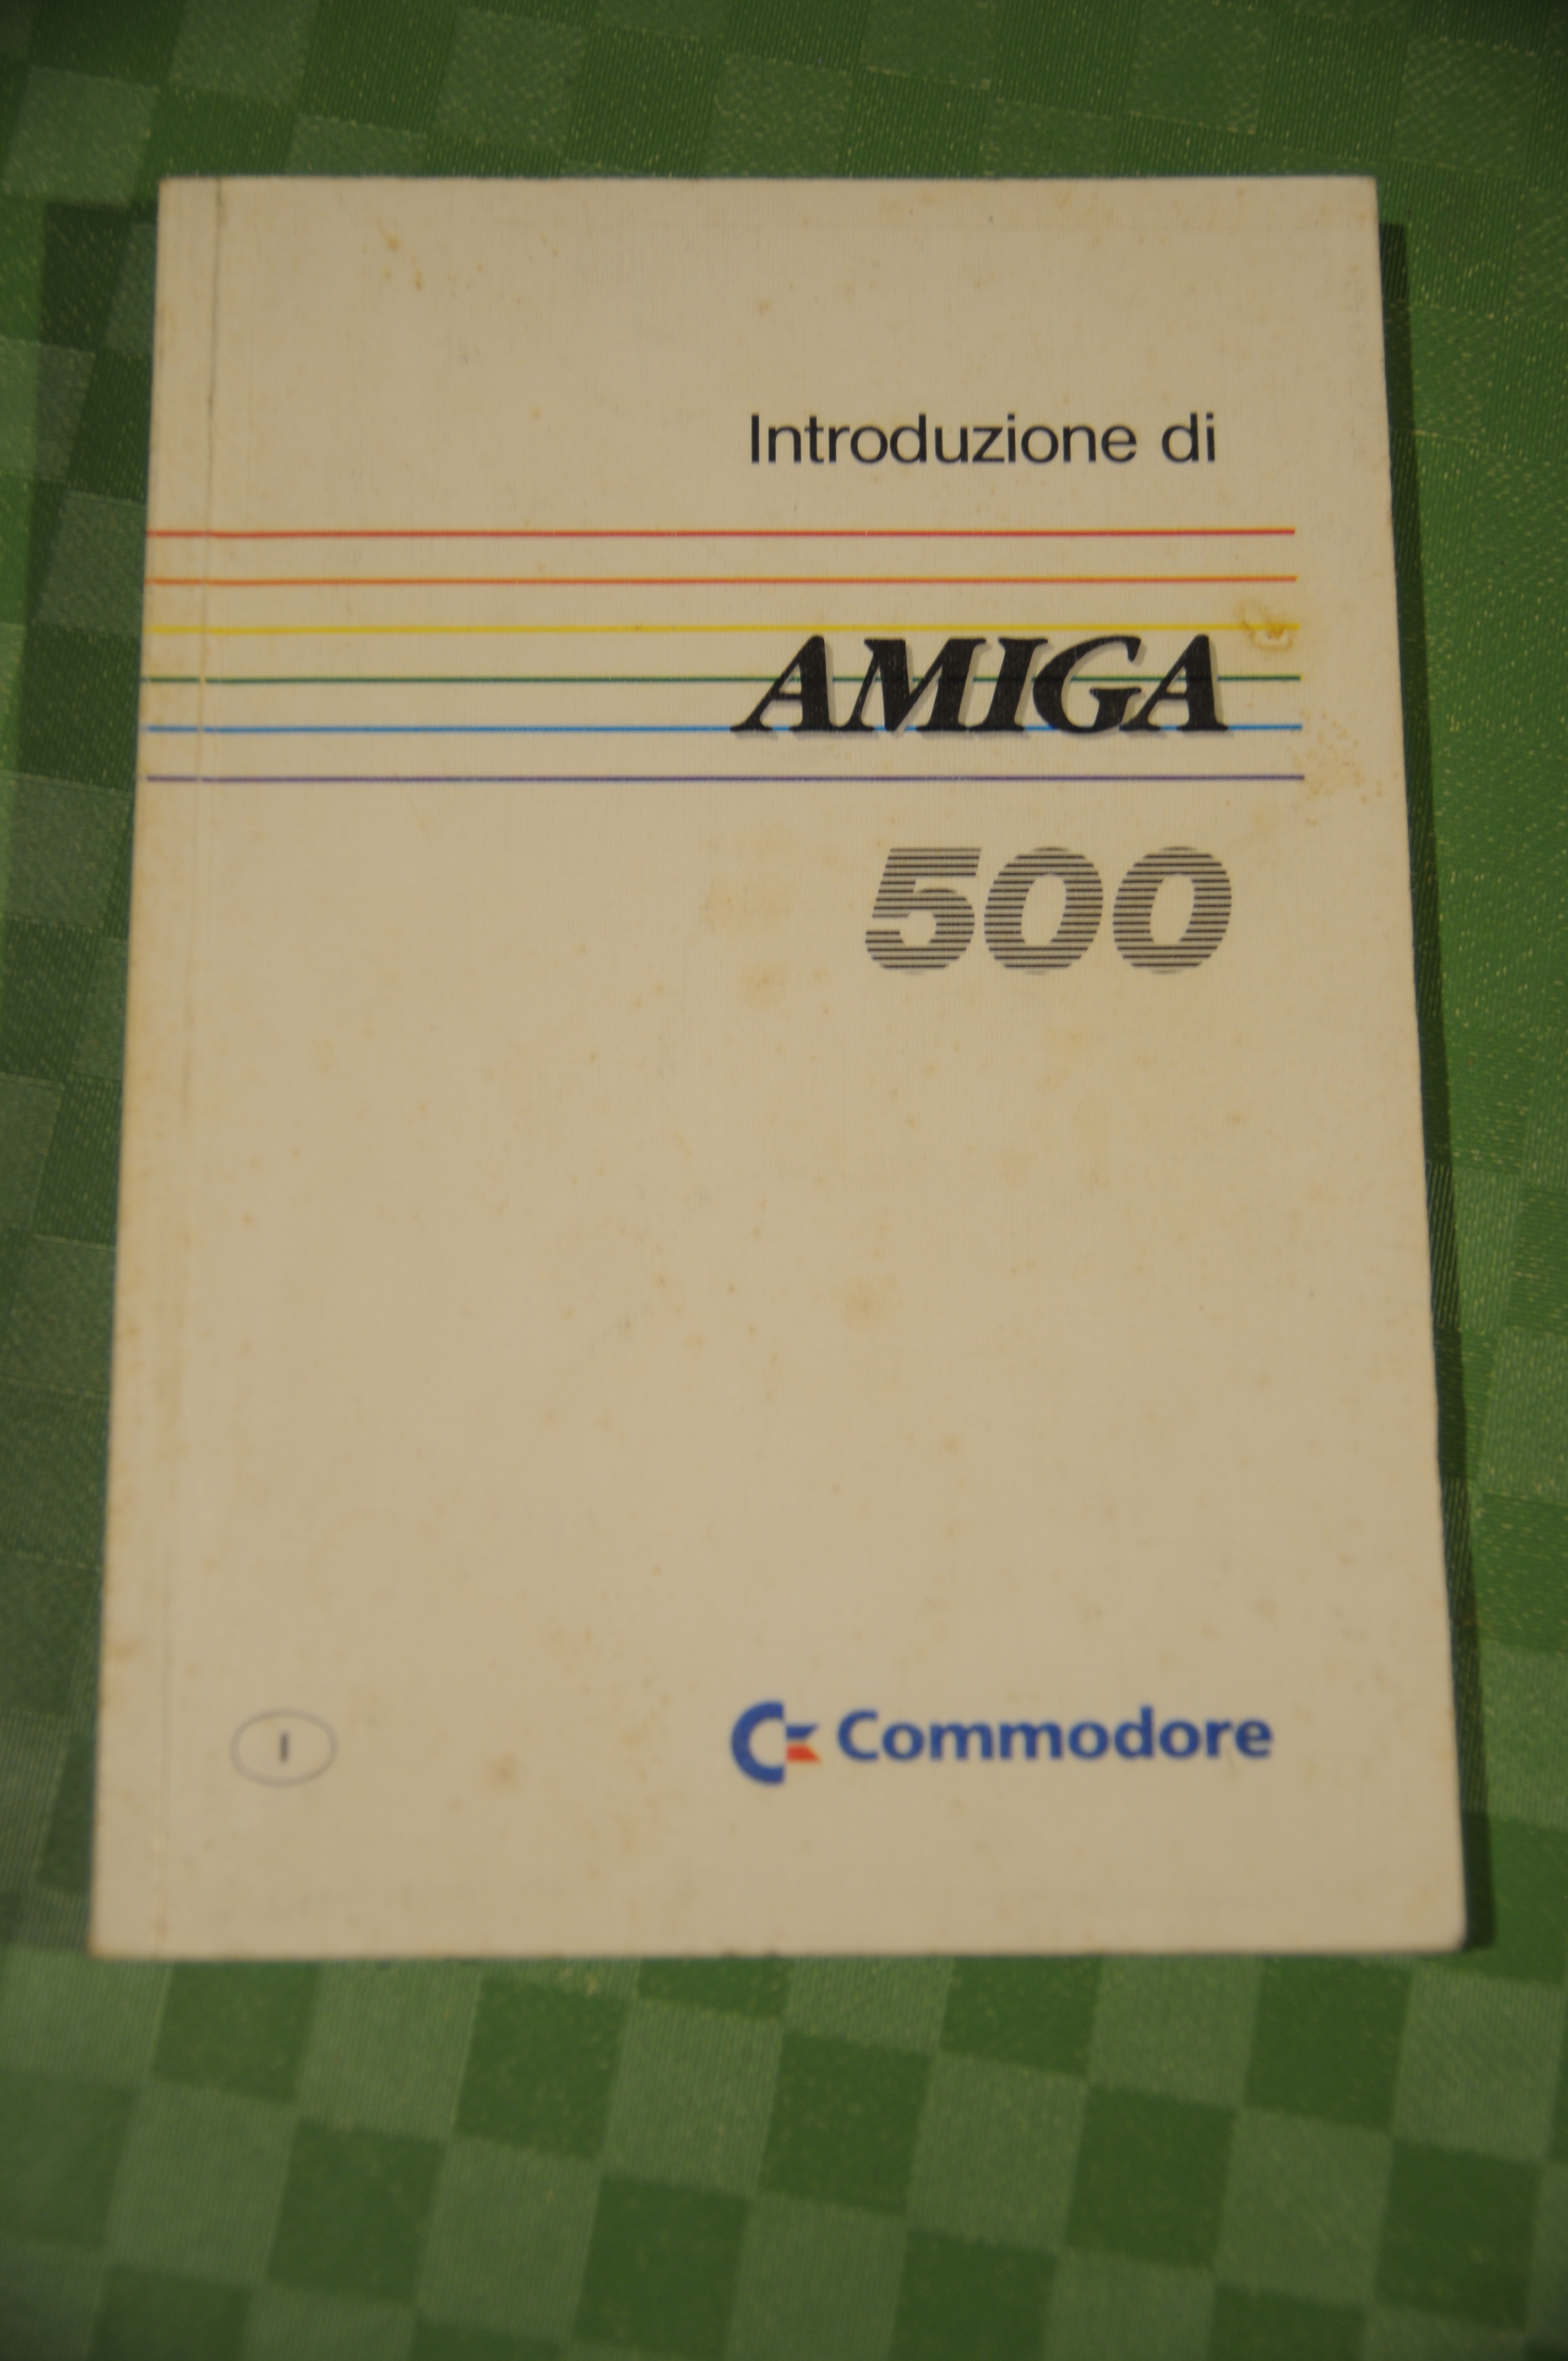 Introduzione di
AMIGA
500
I
Commodore